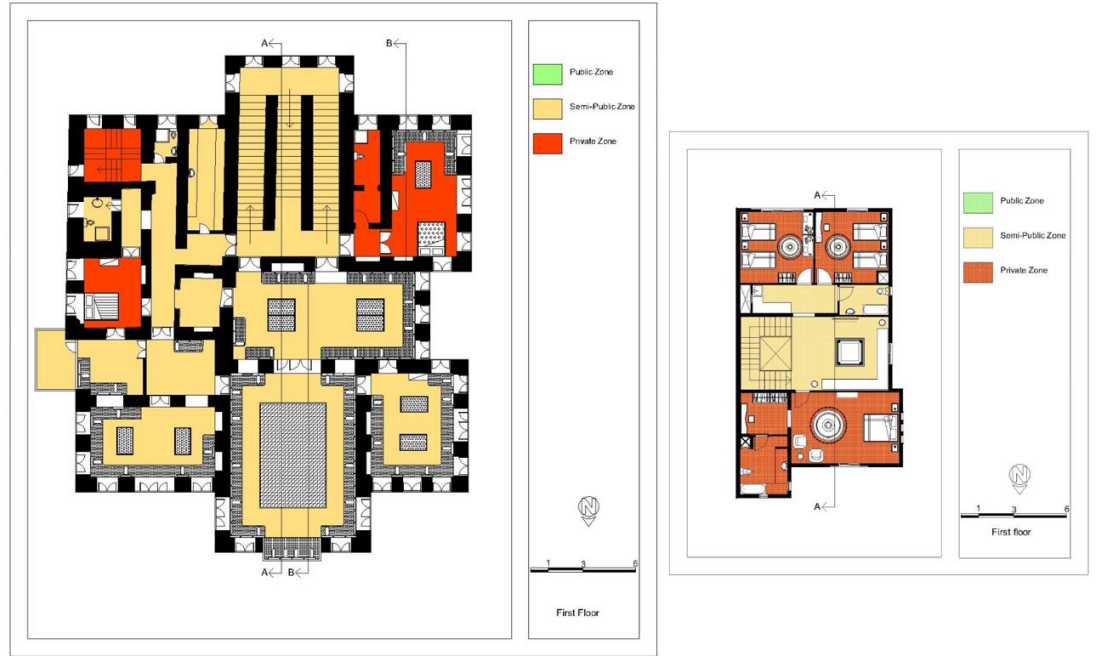 A
B
Public Zone
Semi-Public Zone
Private Zone
N
1 3 6
First Floor
A B
A
Public Zone
Semi-Public Zone
Private Zone
N
1 3 6
First floor
A